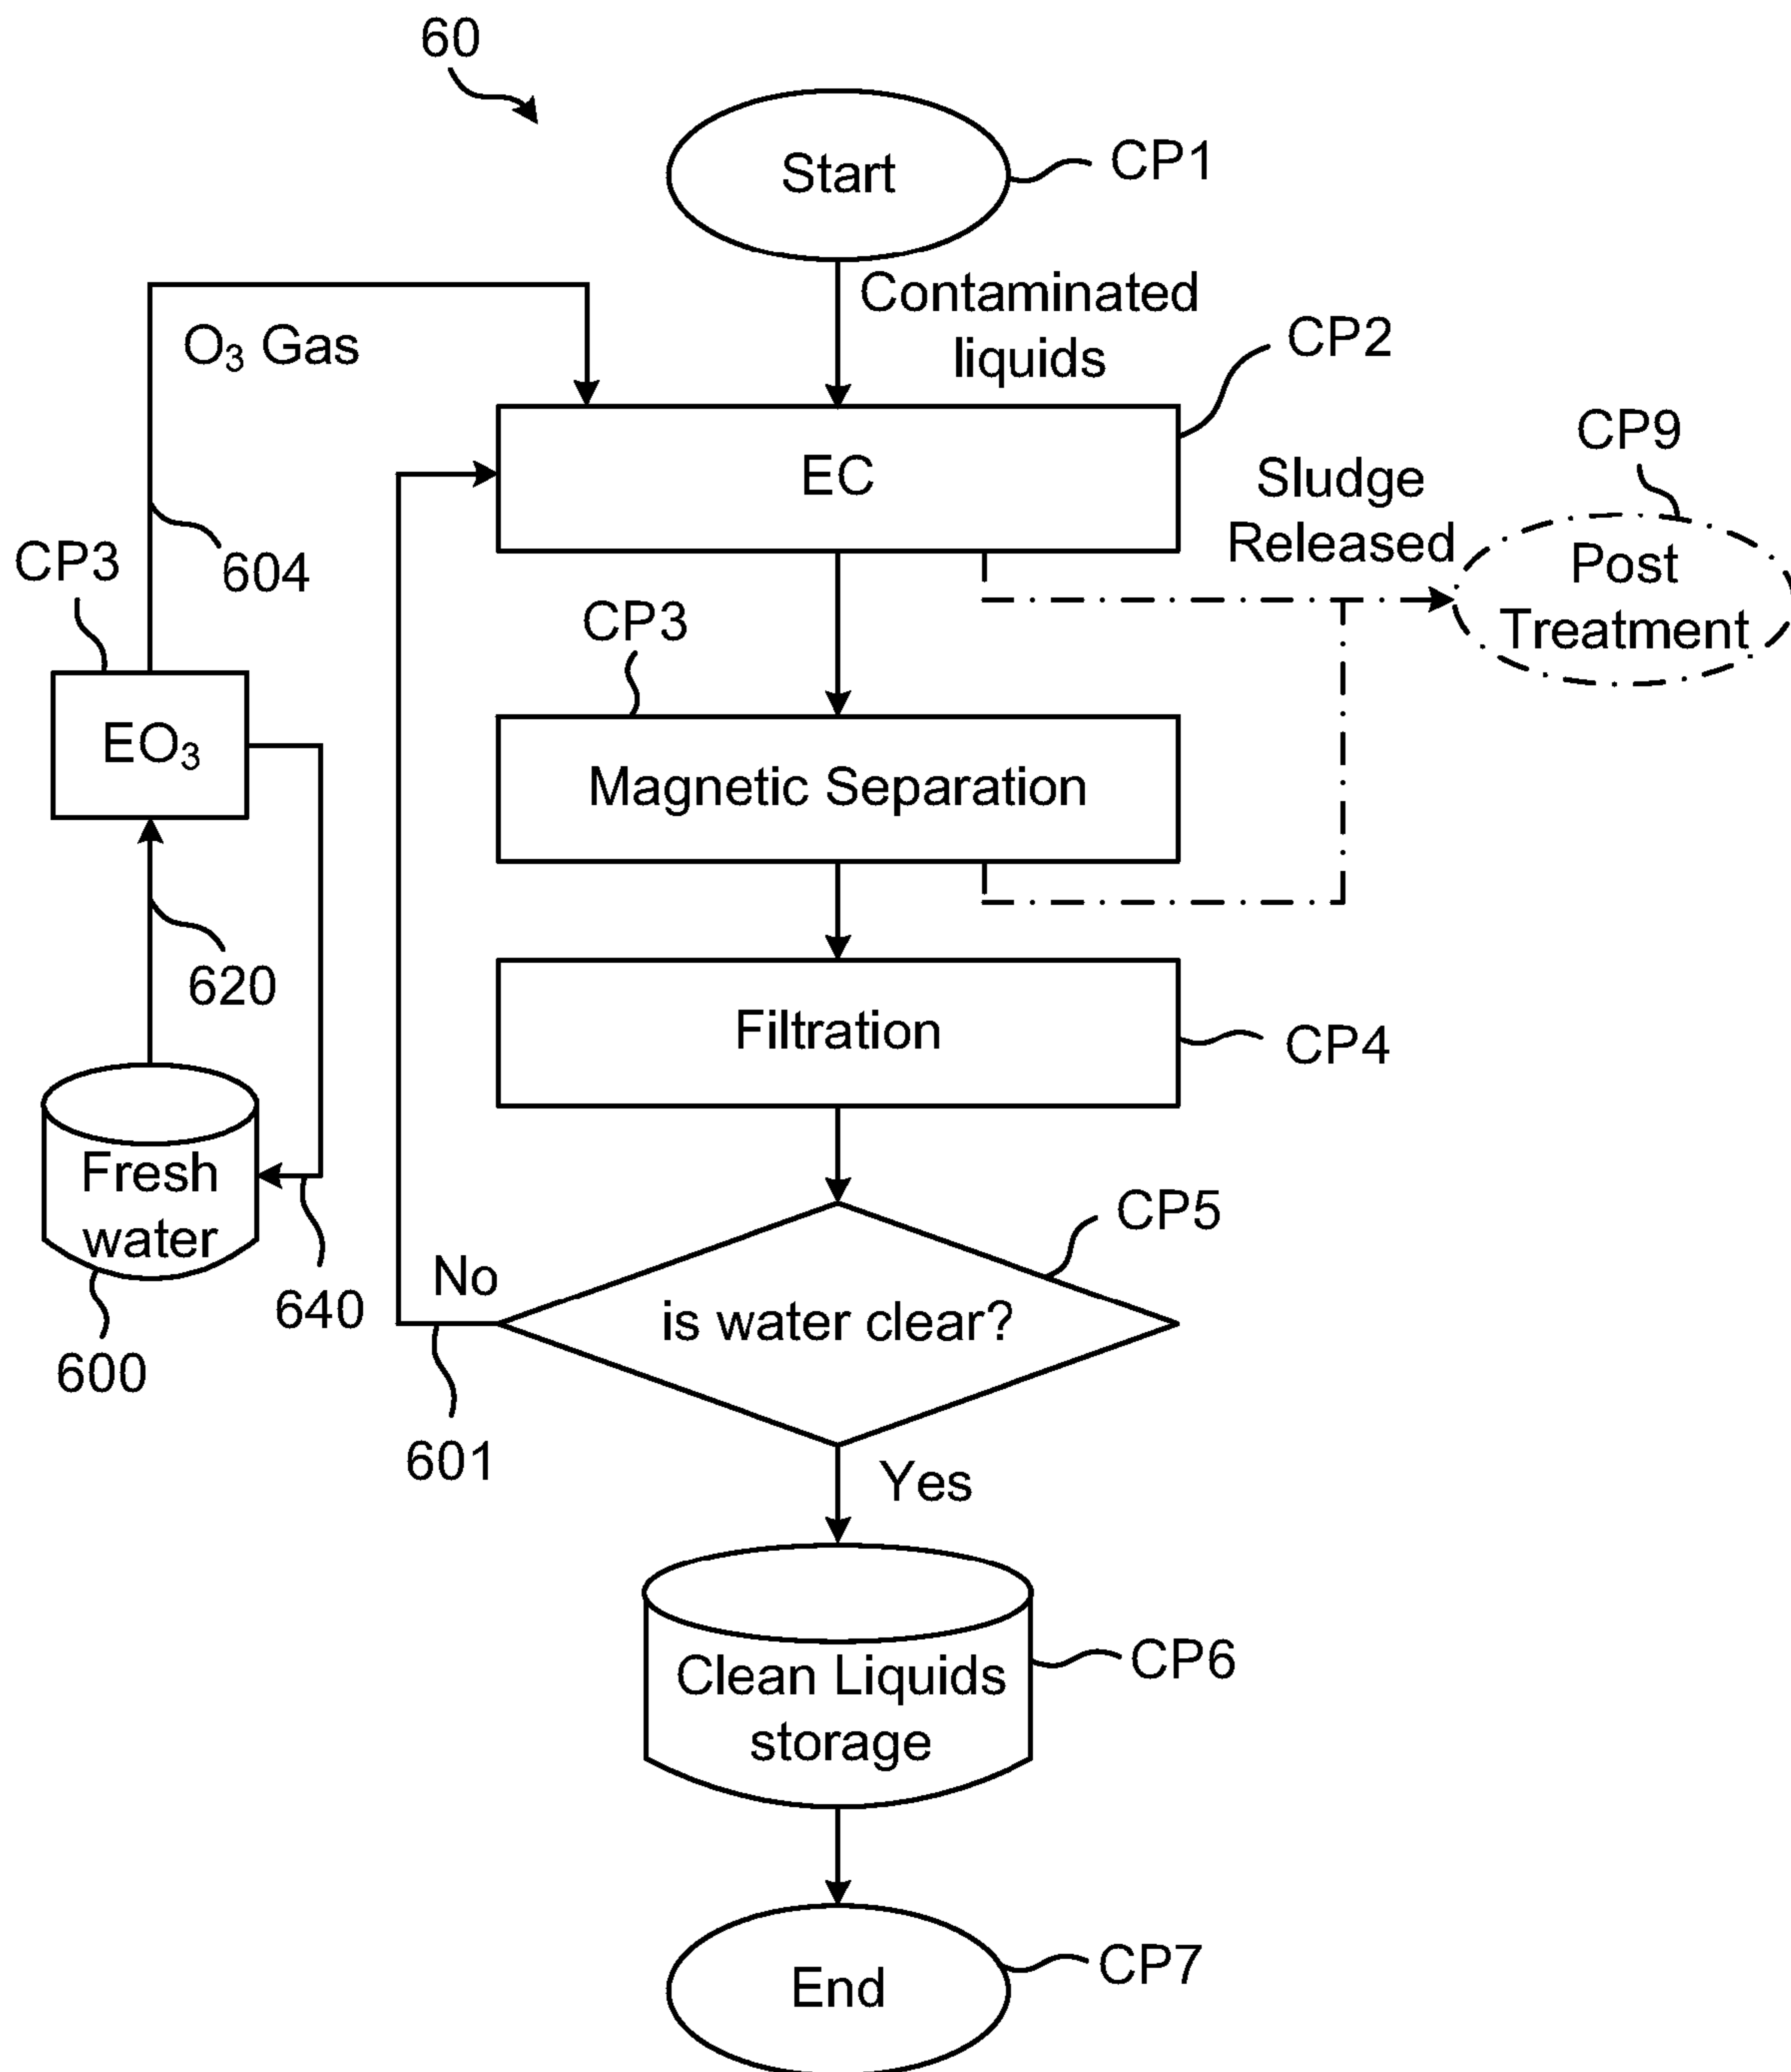 60
Start
CP1
Contaminated
liquids
O₃ Gas
CP2
EC
CP9
Sludge
Released
Post
Treatment
CP3
604
CP3
EO₃
Magnetic Separation
620
Filtration
CP4
Fresh
water
CP5
No
640
is water clear?
600
601
Yes
Clean Liquids
storage
CP6
CP7
End